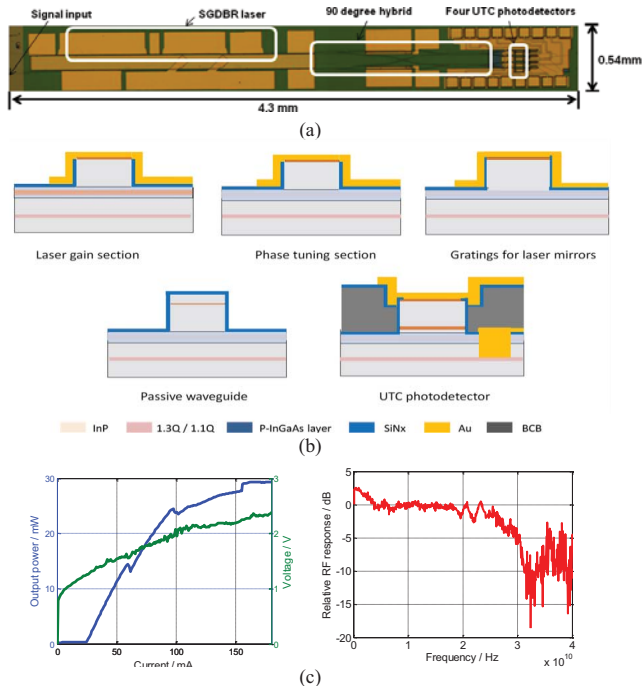 Signal input
SGDBR laser
90 degree hybrid
Four UTC photodetectors
0.54mm
4.3 mm
(a)
Laser gain section
Phase tuning section
Gratings for laser mirrors
Passive waveguide
UTC photodetector
InP
1.3Q / 1.1Q
P-InGaAs layer
SiNx
Au
BCB
(b)
Output power / mW
30
20
10
0
0
50
100
150
Current / mA
3
2
1
0
Voltage / V
Relative RF response / dB
5
0
-5
-10
-15
-20
0
1
2
3
4
Frequency / Hz
x 10^10
(c)